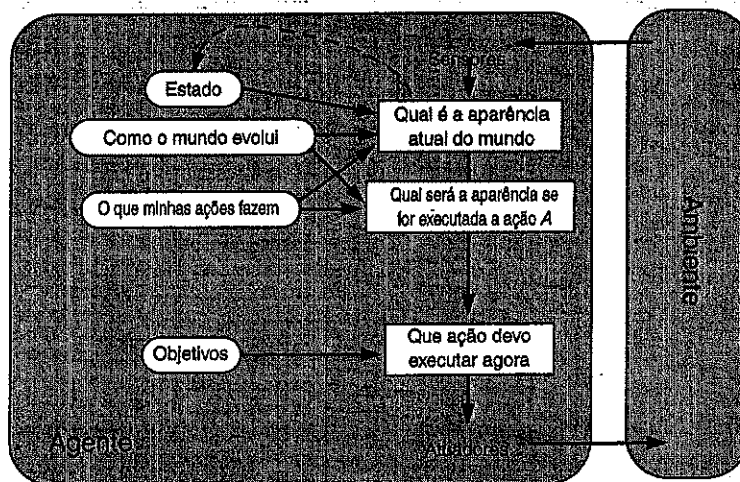 Sensores
Estado
Qual é a aparência
atual do mundo
Como o mundo evolui
Qual será a aparência se
for executada a ação A
O que minhas ações fazem
Ambiente
Que ação devo
executar agora
Objetivos
Agente
Atuadores